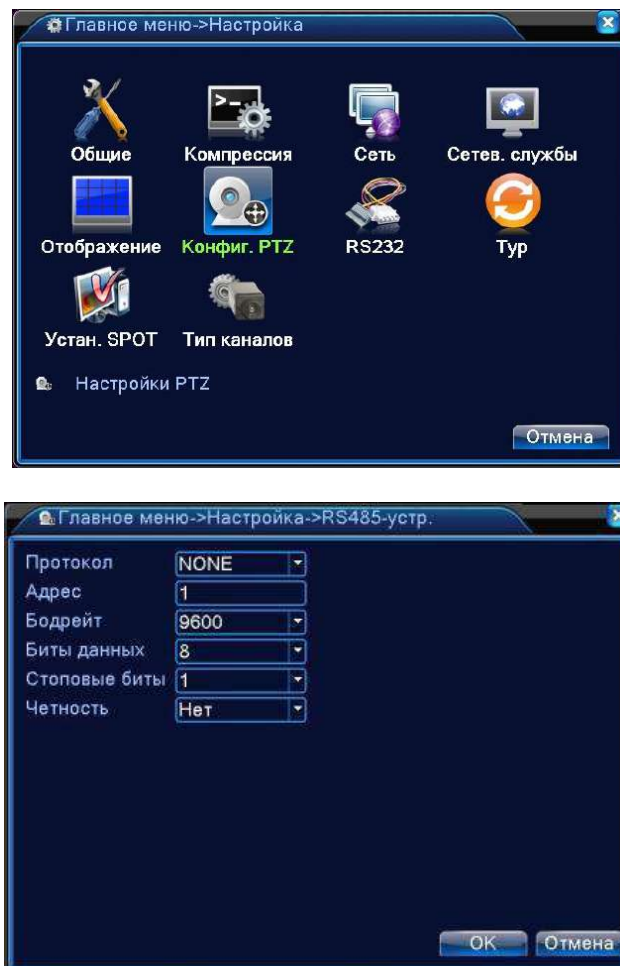 Главное меню->Настройка
Общие Компрессия Сеть Сетев. службы
Отображение Конфиг. PTZ RS232 Тур
Устан. SPOT Тип каналов
Настройки PTZ
Отмена
Главное меню->Настройка->RS485-устр.
Протокол NONE
Адрес 1
Бодрейт 9600
Биты данных 8
Стоповые биты 1
Четность Нет
OK Отмена